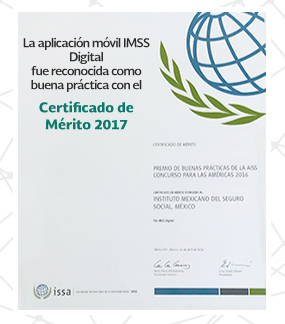 La aplicación móvil IMSS
Digital
fue reconocida como
buena práctica con el
Certificado de
Mérito 2017
CERTIFICADO DE MÉRITO
PREMIO DE BUENAS PRÁCTICAS DE LA AISS
CONCURSO PARA LAS AMÉRICAS 2016
INSTITUTO MEXICANO DEL SEGURO
SOCIAL, MÉXICO
issa